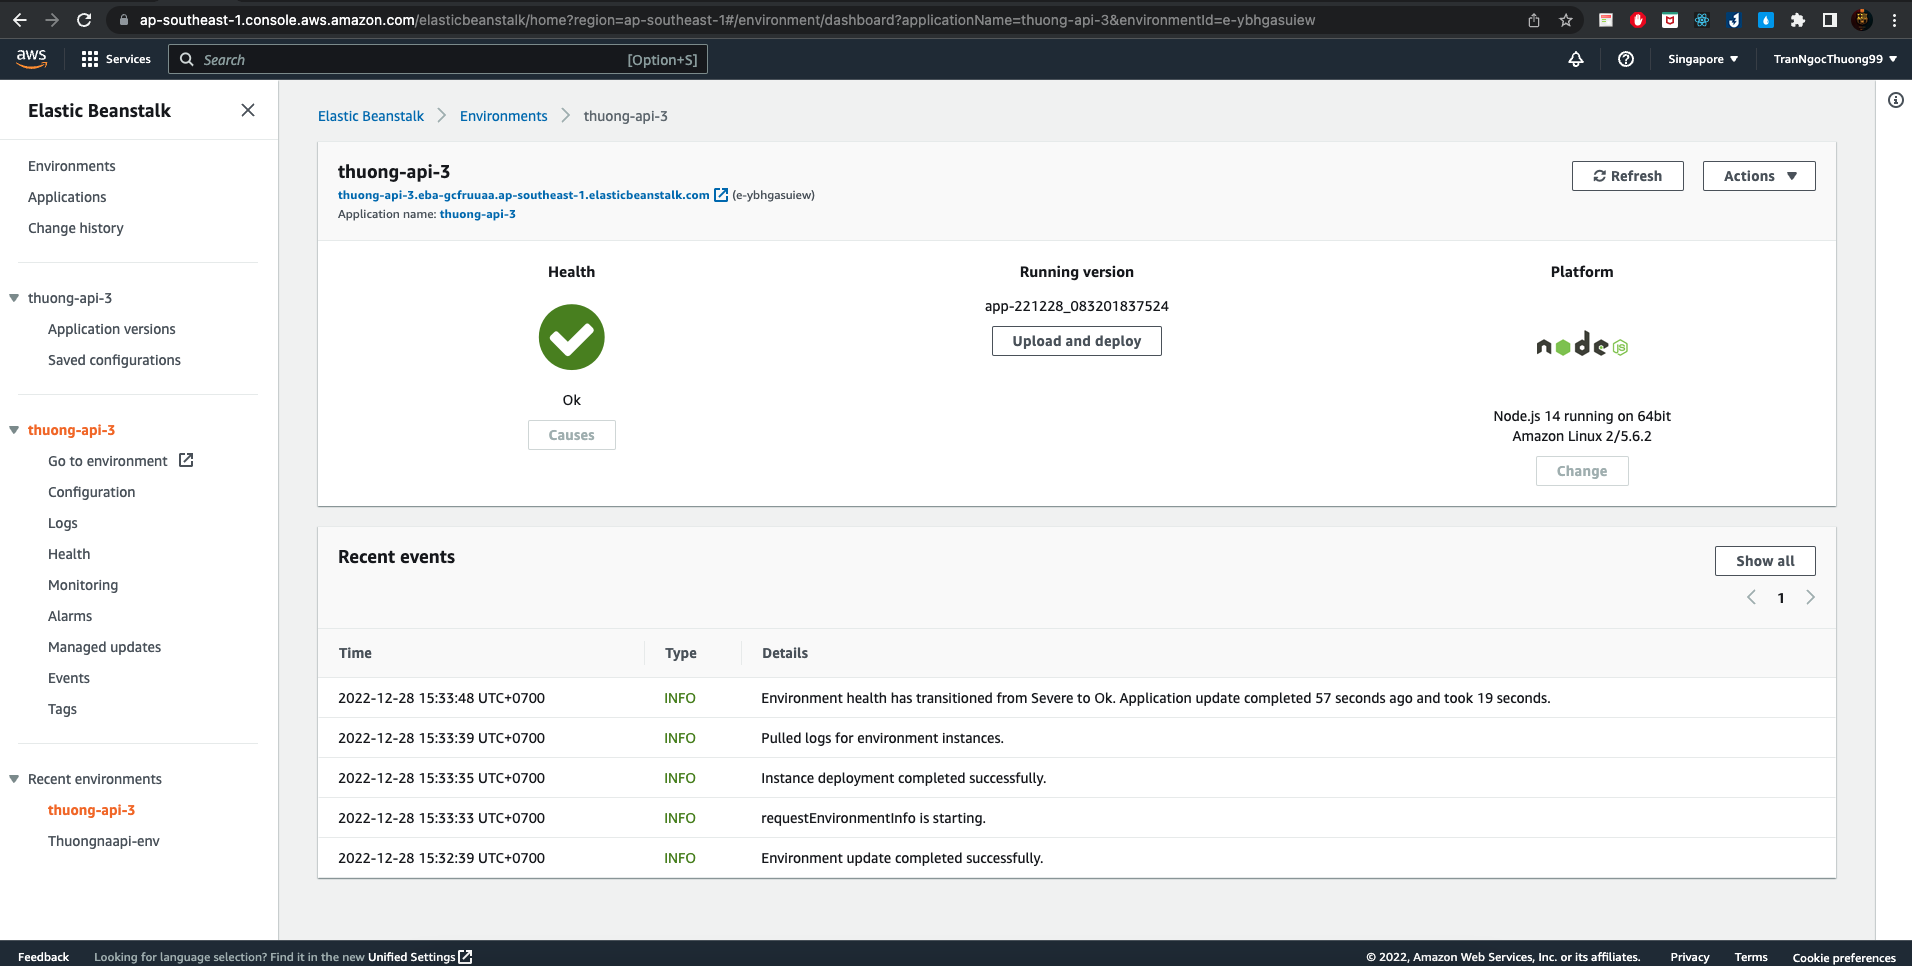 ap-southeast-1.console.aws.amazon.com/elasticbeanstalk/home?region=ap-southeast-1#/environment/dashboard?applicationName=thuong-api-3&environmentId=e-ybhgasuiew
aws Services Search [Option+S] Singapore TranNgocThuong99
Elastic Beanstalk
Environments
Applications
Change history
thuong-api-3
Application versions
Saved configurations
thuong-api-3
Go to environment
Configuration
Logs
Health
Monitoring
Alarms
Managed updates
Events
Tags
Recent environments
thuong-api-3
Thuongnaapi-env
Elastic Beanstalk Environments thuong-api-3
thuong-api-3
thuong-api-3.eba-gcfruuaa.ap-southeast-1.elasticbeanstalk.com (e-ybhgasuiew)
Application name: thuong-api-3
Refresh Actions
Health
Ok
Causes
Running version
app-221228_083201837524
Upload and deploy
Platform
node JS
Node.js 14 running on 64bit
Amazon Linux 2/5.6.2
Change
Recent events
Show all
1
Time Type Details
2022-12-28 15:33:48 UTC+0700 INFO Environment health has transitioned from Severe to Ok. Application update completed 57 seconds ago and took 19 seconds.
2022-12-28 15:33:39 UTC+0700 INFO Pulled logs for environment instances.
2022-12-28 15:33:35 UTC+0700 INFO Instance deployment completed successfully.
2022-12-28 15:33:33 UTC+0700 INFO requestEnvironmentInfo is starting.
2022-12-28 15:32:39 UTC+0700 INFO Environment update completed successfully.
Feedback Looking for language selection? Find it in the new Unified Settings © 2022, Amazon Web Services, Inc. or its affiliates. Privacy Terms Cookie preferences